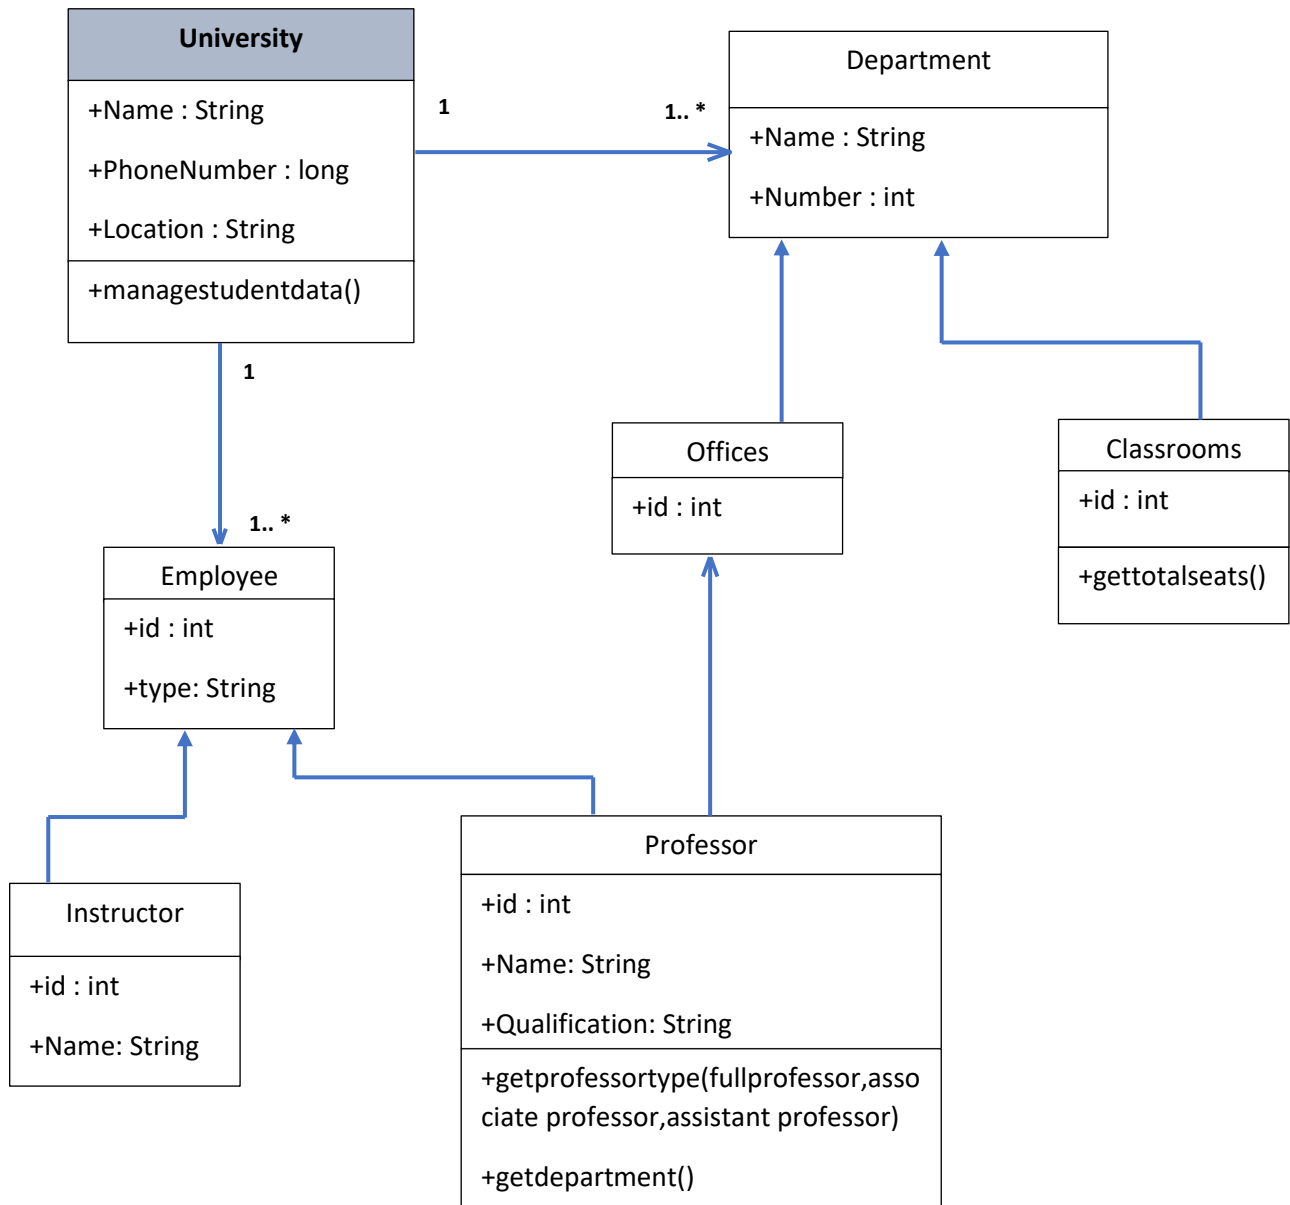 University
+Name : String
+PhoneNumber : long
+Location : String
+managestudentdata()
1
1.. *
Department
+Name : String
+Number : int
1
1.. *
Offices
+id : int
Classrooms
+id : int
+gettotalseats()
Employee
+id : int
+type: String
Instructor
+id : int
+Name: String
Professor
+id : int
+Name: String
+Qualification: String
+getprofessortype(fullprofessor,asso
ciate professor,assistant professor)
+getdepartment()